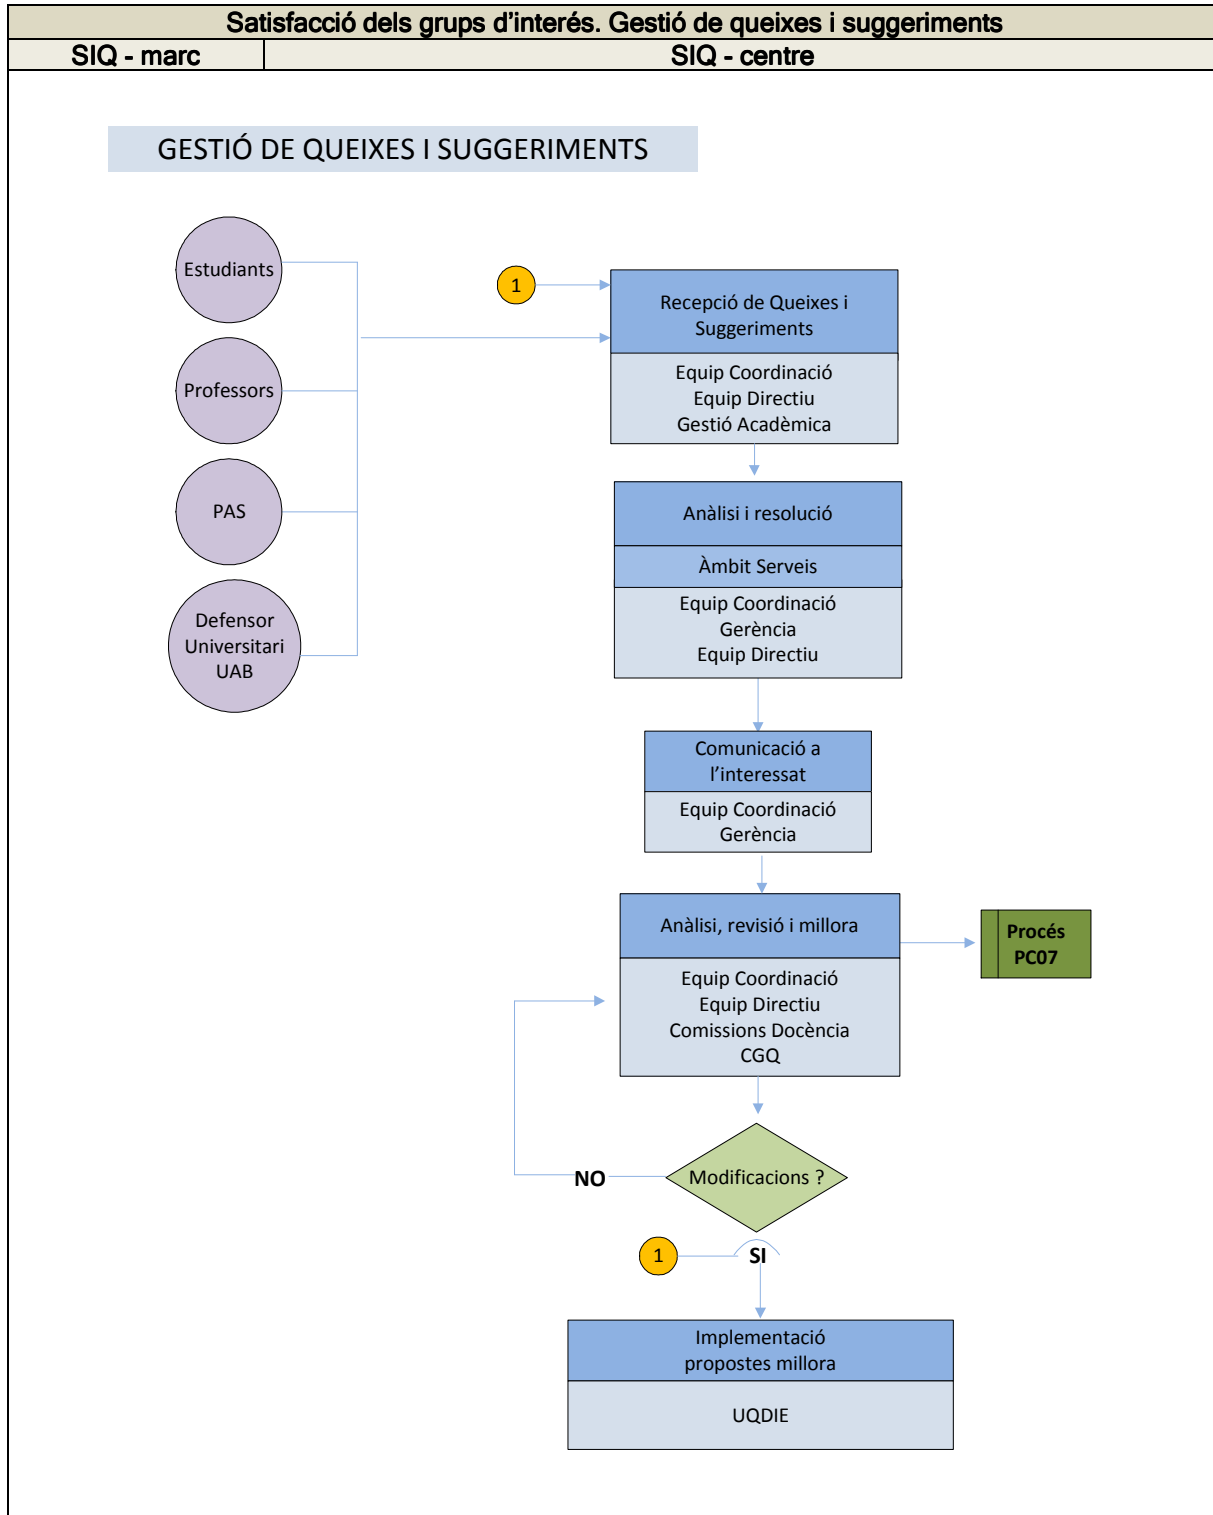 Satisfacció dels grups d’interés. Gestió de queixes i suggeriments
SIQ - marc
SIQ - centre
GESTIÓ DE QUEIXES I SUGGERIMENTS
Estudiants
Professors
PAS
Defensor
Universitari
UAB
1
Recepció de Queixes i
Suggeriments
Equip Coordinació
Equip Directiu
Gestió Acadèmica
Anàlisi i resolució
Àmbit Serveis
Equip Coordinació
Gerència
Equip Directiu
Comunicació a
l’interessat
Equip Coordinació
Gerència
Anàlisi, revisió i millora
Equip Coordinació
Equip Directiu
Comissions Docència
CGQ
Procés
PC07
Modificacions ?
NO
1
SI
Implementació
propostes millora
UQDIE